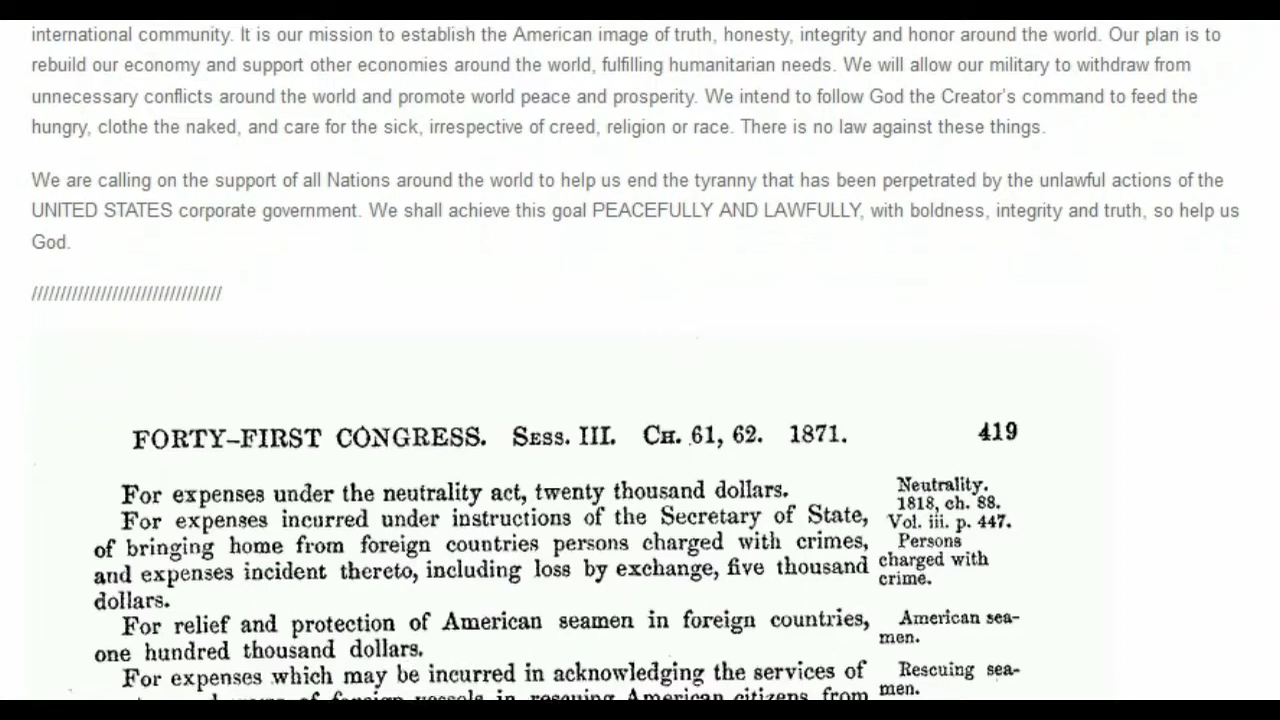 international community. It is our mission to establish the American image of truth, honesty, integrity and honor around the world. Our plan is to
rebuild our economy and support other economies around the world, fulfilling humanitarian needs. We will allow our military to withdraw from
unnecessary conflicts around the world and promote world peace and prosperity. We intend to follow God the Creator's command to feed the
hungry, clothe the naked, and care for the sick, irrespective of creed, religion or race. There is no law against these things.
We are calling on the support of all Nations around the world to help us end the tyranny that has been perpetrated by the unlawful actions of the
UNITED STATES corporate government. We shall achieve this goal PEACEFULLY AND LAWFULLY, with boldness, integrity and truth, so help us
God.
/////////////////////////////////
FORTY-FIRST CONGRESS. SESS. III. CH. 61, 62. 1871. 419
For expenses under the neutrality act, twenty thousand dollars.
For expenses incurred under instructions of the Secretary of State,
of bringing home from foreign countries persons charged with crimes,
and expenses incident thereto, including loss by exchange, five thousand
dollars.
For relief and protection of American seamen in foreign countries,
one hundred thousand dollars.
For expenses which may be incurred in acknowledging the services of
of foreign vessels in rescuing American citizens from
Neutrality.
1818, ch. 88.
Vol. iii. p. 447.
Persons
charged with
crime.
American sea-
men.
Rescuing sea-
men.